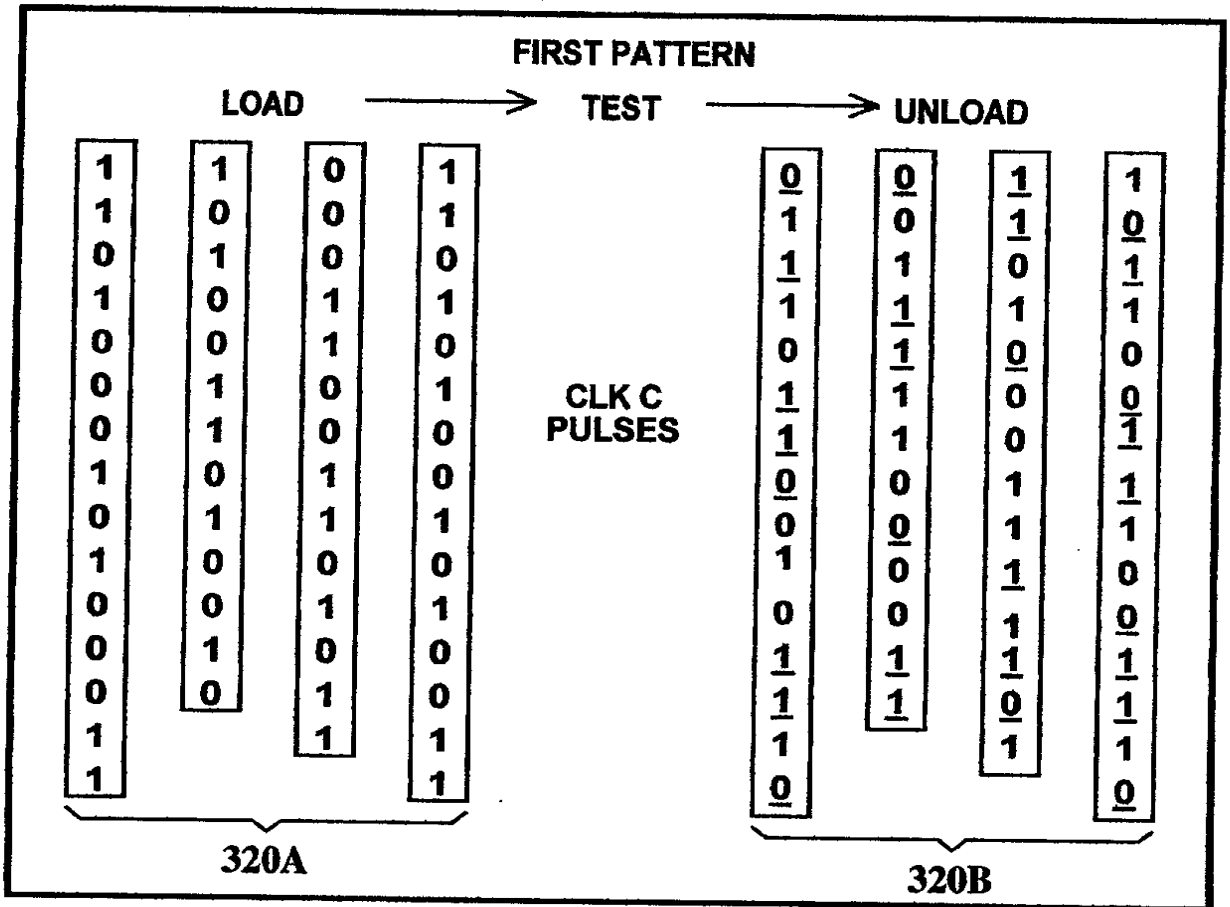 FIRST PATTERN
LOAD TEST UNLOAD
1 1 0 1 0 0 1 1
1 0 0 1 1 0 1 0
0 1 0 0 1 1 0 1
1 0 1 1 1 1 1 1
0 0 1 0 0 1 0 0
0 1 0 1 1 1 0 0
0 1 0 0 1 1 0 1
1 0 1 0 0 0 1 1
0 1 1 1 0 0 1 1
1 0 0 0 1 0 1 0
0 0 1 1 0 0 1 0
0 1 0 0 1 1 1 1
0 0 1 0 1 1 0 1
1 1 1 1 1 1
1 1 0 0
CLK C
PULSES
320A
320B